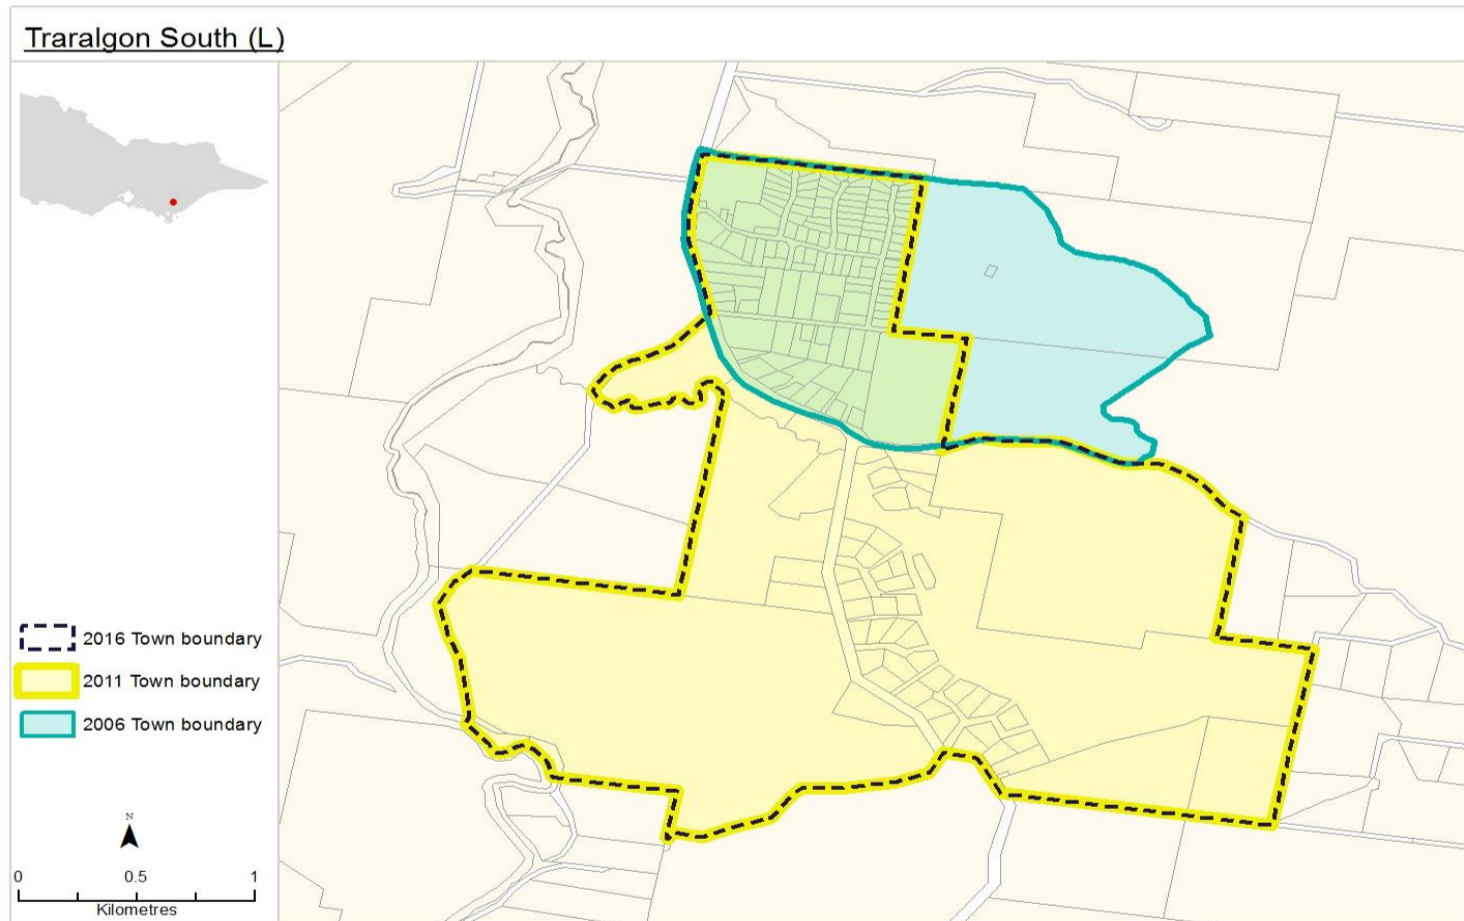 Traralgon South (L)
2016 Town boundary
2011 Town boundary
2006 Town boundary
N
0 0.5 1
Kilometres